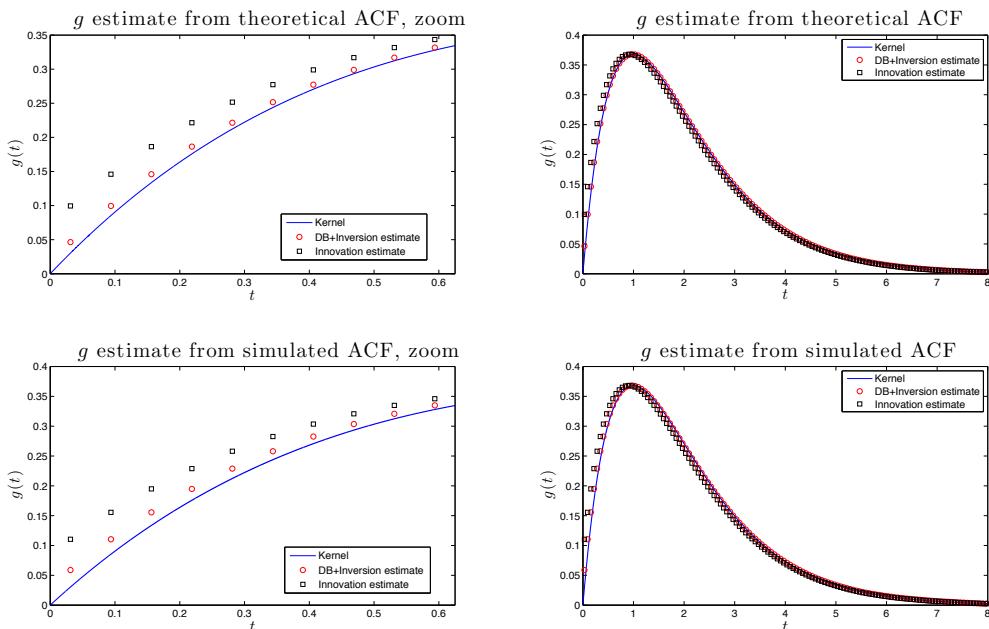 g estimate from theoretical ACF, zoom
0.35
0.3
0.25
0.2
0.15
0.1
0.05
0
g(t)
Kernel
DB+Inversion estimate
Innovation estimate
0 0.1 0.2 0.3 0.4 0.5 0.6
t
g estimate from theoretical ACF
0.4
0.35
0.3
0.25
0.2
0.15
0.1
0.05
0
g(t)
Kernel
DB+Inversion estimate
Innovation estimate
0 1 2 3 4 5 6 7 8
t
g estimate from simulated ACF, zoom
0.4
0.35
0.3
0.25
0.2
0.15
0.1
0.05
0
g(t)
Kernel
DB+Inversion estimate
Innovation estimate
0 0.1 0.2 0.3 0.4 0.5 0.6
t
g estimate from simulated ACF
0.4
0.35
0.3
0.25
0.2
0.15
0.1
0.05
0
g(t)
Kernel
DB+Inversion estimate
Innovation estimate
0 1 2 3 4 5 6 7 8
t